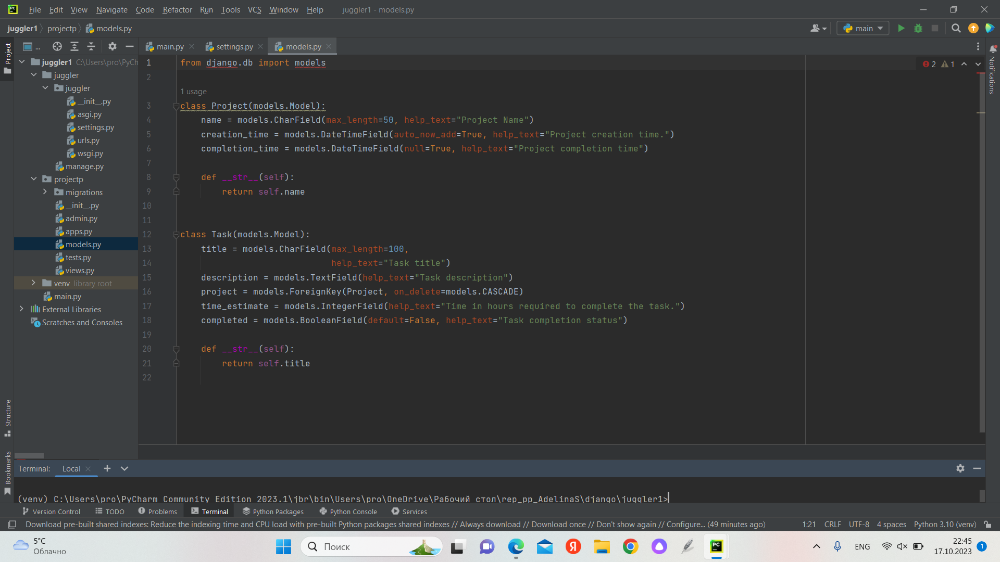 File Edit View Navigate Code Refactor Run Tools VCS Window Help juggler1 - models.py
juggler1 projectp models.py
main
...
main.py settings.py models.py
Project
juggler1 C:\Users\pro\PyCh
juggler
juggler
__init__.py
asgi.py
settings.py
urls.py
wsgi.py
manage.py
projectp
migrations
__init__.py
admin.py
apps.py
models.py
tests.py
views.py
venv library root
main.py
External Libraries
Scratches and Consoles
Structure
Bookmarks
Notifications
2 1
1 from django.db import models
2
1 usage
3 class Project(models.Model):
4 name = models.CharField(max_length=50, help_text="Project Name")
5 creation_time = models.DateTimeField(auto_now_add=True, help_text="Project creation time.")
6 completion_time = models.DateTimeField(null=True, help_text="Project completion time")
7
8 def __str__(self):
9 return self.name
10
11
12 class Task(models.Model):
13 title = models.CharField(max_length=100,
14 help_text="Task title")
15 description = models.TextField(help_text="Task description")
16 project = models.ForeignKey(Project, on_delete=models.CASCADE)
17 time_estimate = models.IntegerField(help_text="Time in hours required to complete the task.")
18 completed = models.BooleanField(default=False, help_text="Task completion status")
19
20 def __str__(self):
21 return self.title
22
Terminal: Local
(venv) C:\Users\pro\PyCharm Community Edition 2023.1\jbr\bin\Users\pro\OneDrive\Рабочий стол\rep_pp_AdelinaS\django\juggler1>
Version Control TODO Problems Terminal Python Packages Python Console Services
Download pre-built shared indexes: Reduce the indexing time and CPU load with pre-built Python packages shared indexes // Always download // Download once // Don't show again // Configure... (49 minutes ago) 1:21 CRLF UTF-8 4 spaces Python 3.10 (venv)
5°C
Облачно
Поиск
PC
Я
ENG
22:45
17.10.2023
1